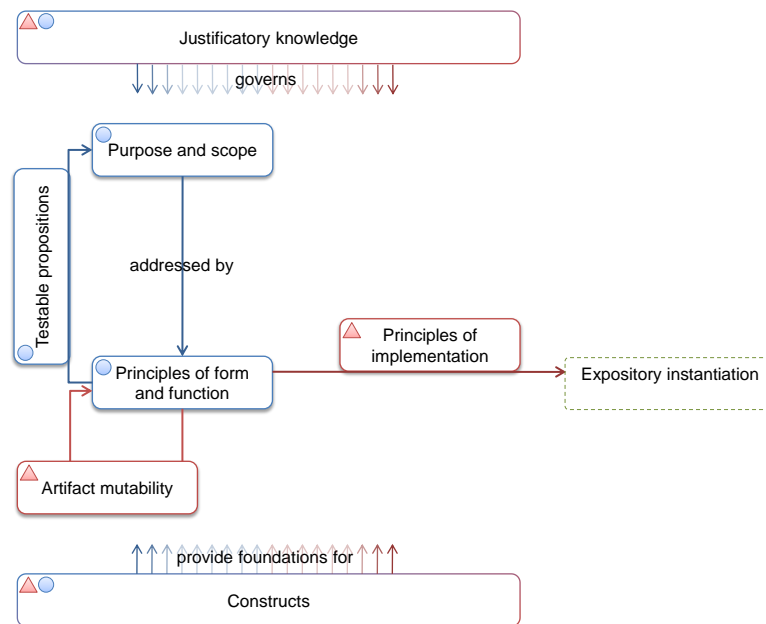 Justificatory knowledge
governs
Purpose and scope
Testable propositions
addressed by
Principles of
implementation
Principles of form
and function
Expository instantiation
Artifact mutability
provide foundations for
Constructs